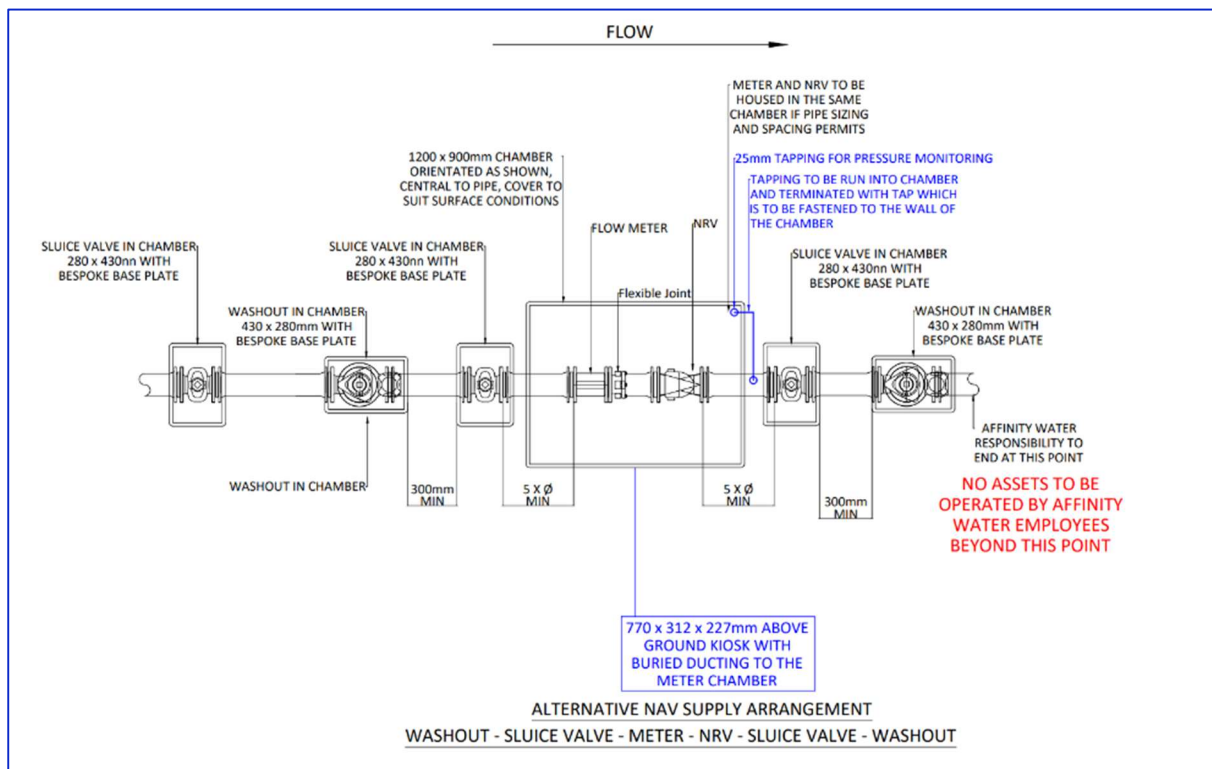 FLOW
METER AND NRV TO BE
HOUSED IN THE SAME
CHAMBER IF PIPE SIZING
AND SPACING PERMITS
25mm TAPPING FOR PRESSURE MONITORING
1200 x 900mm CHAMBER
ORIENTATED AS SHOWN,
CENTRAL TO PIPE, COVER TO
SUIT SURFACE CONDITIONS
TAPPING TO BE RUN INTO CHAMBER
AND TERMINATED WITH TAP WHICH
IS TO BE FASTENED TO THE WALL OF
THE CHAMBER
FLOW METER
NRV
SLUICE VALVE IN CHAMBER
280 x 430nn WITH
BESPOKE BASE PLATE
SLUICE VALVE IN CHAMBER
280 x 430nn WITH
BESPOKE BASE PLATE
SLUICE VALVE IN CHAMBER
280 x 430nn WITH
BESPOKE BASE PLATE
Flexible Joint
WASHOUT IN CHAMBER
430 x 280mm WITH
BESPOKE BASE PLATE
WASHOUT IN CHAMBER
430 x 280mm WITH
BESPOKE BASE PLATE
AFFINITY WATER
RESPONSIBILITY TO
END AT THIS POINT
WASHOUT IN CHAMBER
300mm
MIN
5 X Ø
MIN
5 X Ø
MIN
300mm
MIN
NO ASSETS TO BE
OPERATED BY AFFINITY
WATER EMPLOYEES
BEYOND THIS POINT
770 x 312 x 227mm ABOVE
GROUND KIOSK WITH
BURIED DUCTING TO THE
METER CHAMBER
ALTERNATIVE NAV SUPPLY ARRANGEMENT
WASHOUT - SLUICE VALVE - METER - NRV - SLUICE VALVE - WASHOUT